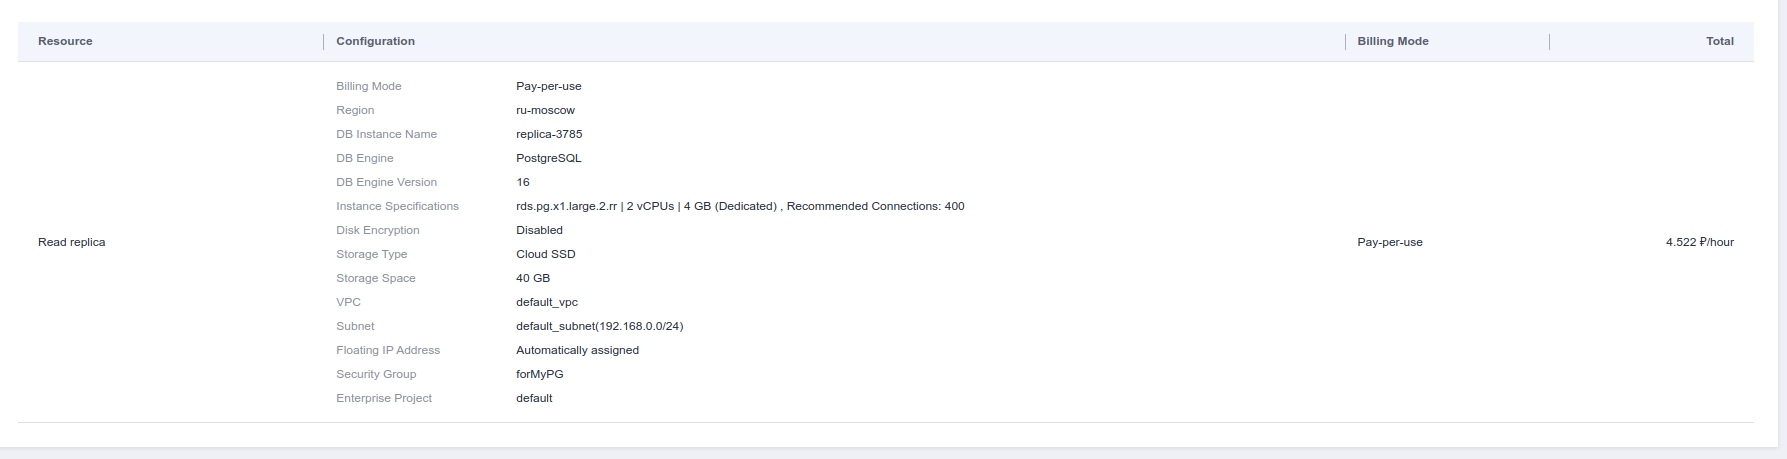 Resource Configuration Billing Mode Total
Billing Mode Pay-per-use
Region ru-moscow
DB Instance Name replica-3785
DB Engine PostgreSQL
DB Engine Version 16
Instance Specifications rds.pg.x1.large.2.rr | 2 vCPUs | 4 GB (Dedicated) , Recommended Connections: 400
Disk Encryption Disabled
Read replica Pay-per-use 4.522 ₽/hour
Storage Type Cloud SSD
Storage Space 40 GB
VPC default_vpc
Subnet default_subnet(192.168.0.0/24)
Floating IP Address Automatically assigned
Security Group forMyPG
Enterprise Project default